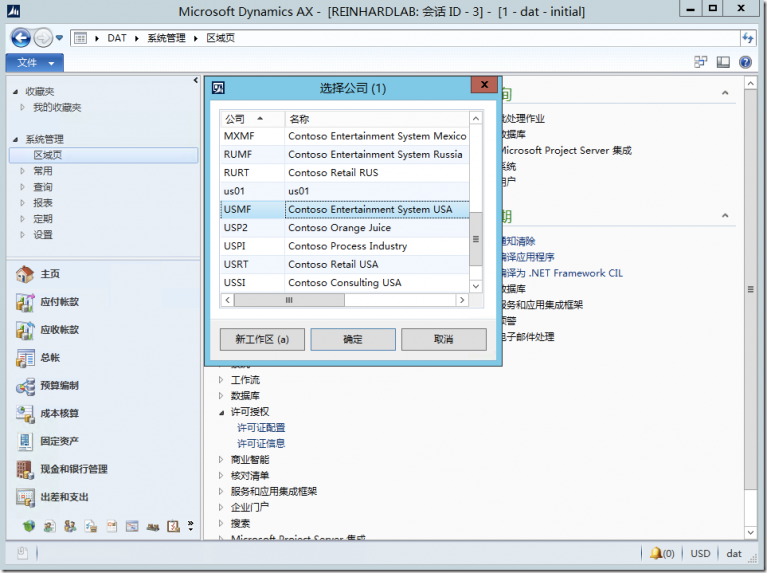 Microsoft Dynamics AX - [REINHARDLAB: 会话 ID - 3] - [1 - dat - initial]
DAT 系统管理 区域页
文件
收藏夹
我的收藏夹
系统管理
区域页
常用
查询
报表
定期
设置
主页
应付帐款
应收帐款
总帐
预算编制
成本核算
固定资产
现金和银行管理
出差和支出
选择公司 (1)
公司 名称
MXMF Contoso Entertainment System Mexico
RUMF Contoso Entertainment System Russia
RURT Contoso Retail RUS
us01 us01
USMF Contoso Entertainment System USA
USP2 Contoso Orange Juice
USPI Contoso Process Industry
USRT Contoso Retail USA
USSI Contoso Consulting USA
新工作区 (a) 确定 取消
批处理作业
数据库
Microsoft Project Server 集成
系统
用户
期
通知清除
编译应用程序
编译为 .NET Framework CIL
数据库
服务和应用集成框架
预警
电子邮件处理
工作流
数据库
许可授权
许可证配置
许可证信息
商业智能
核对清单
服务和应用集成框架
企业门户
搜索
Microsoft Project Server 集成
(0) USD dat